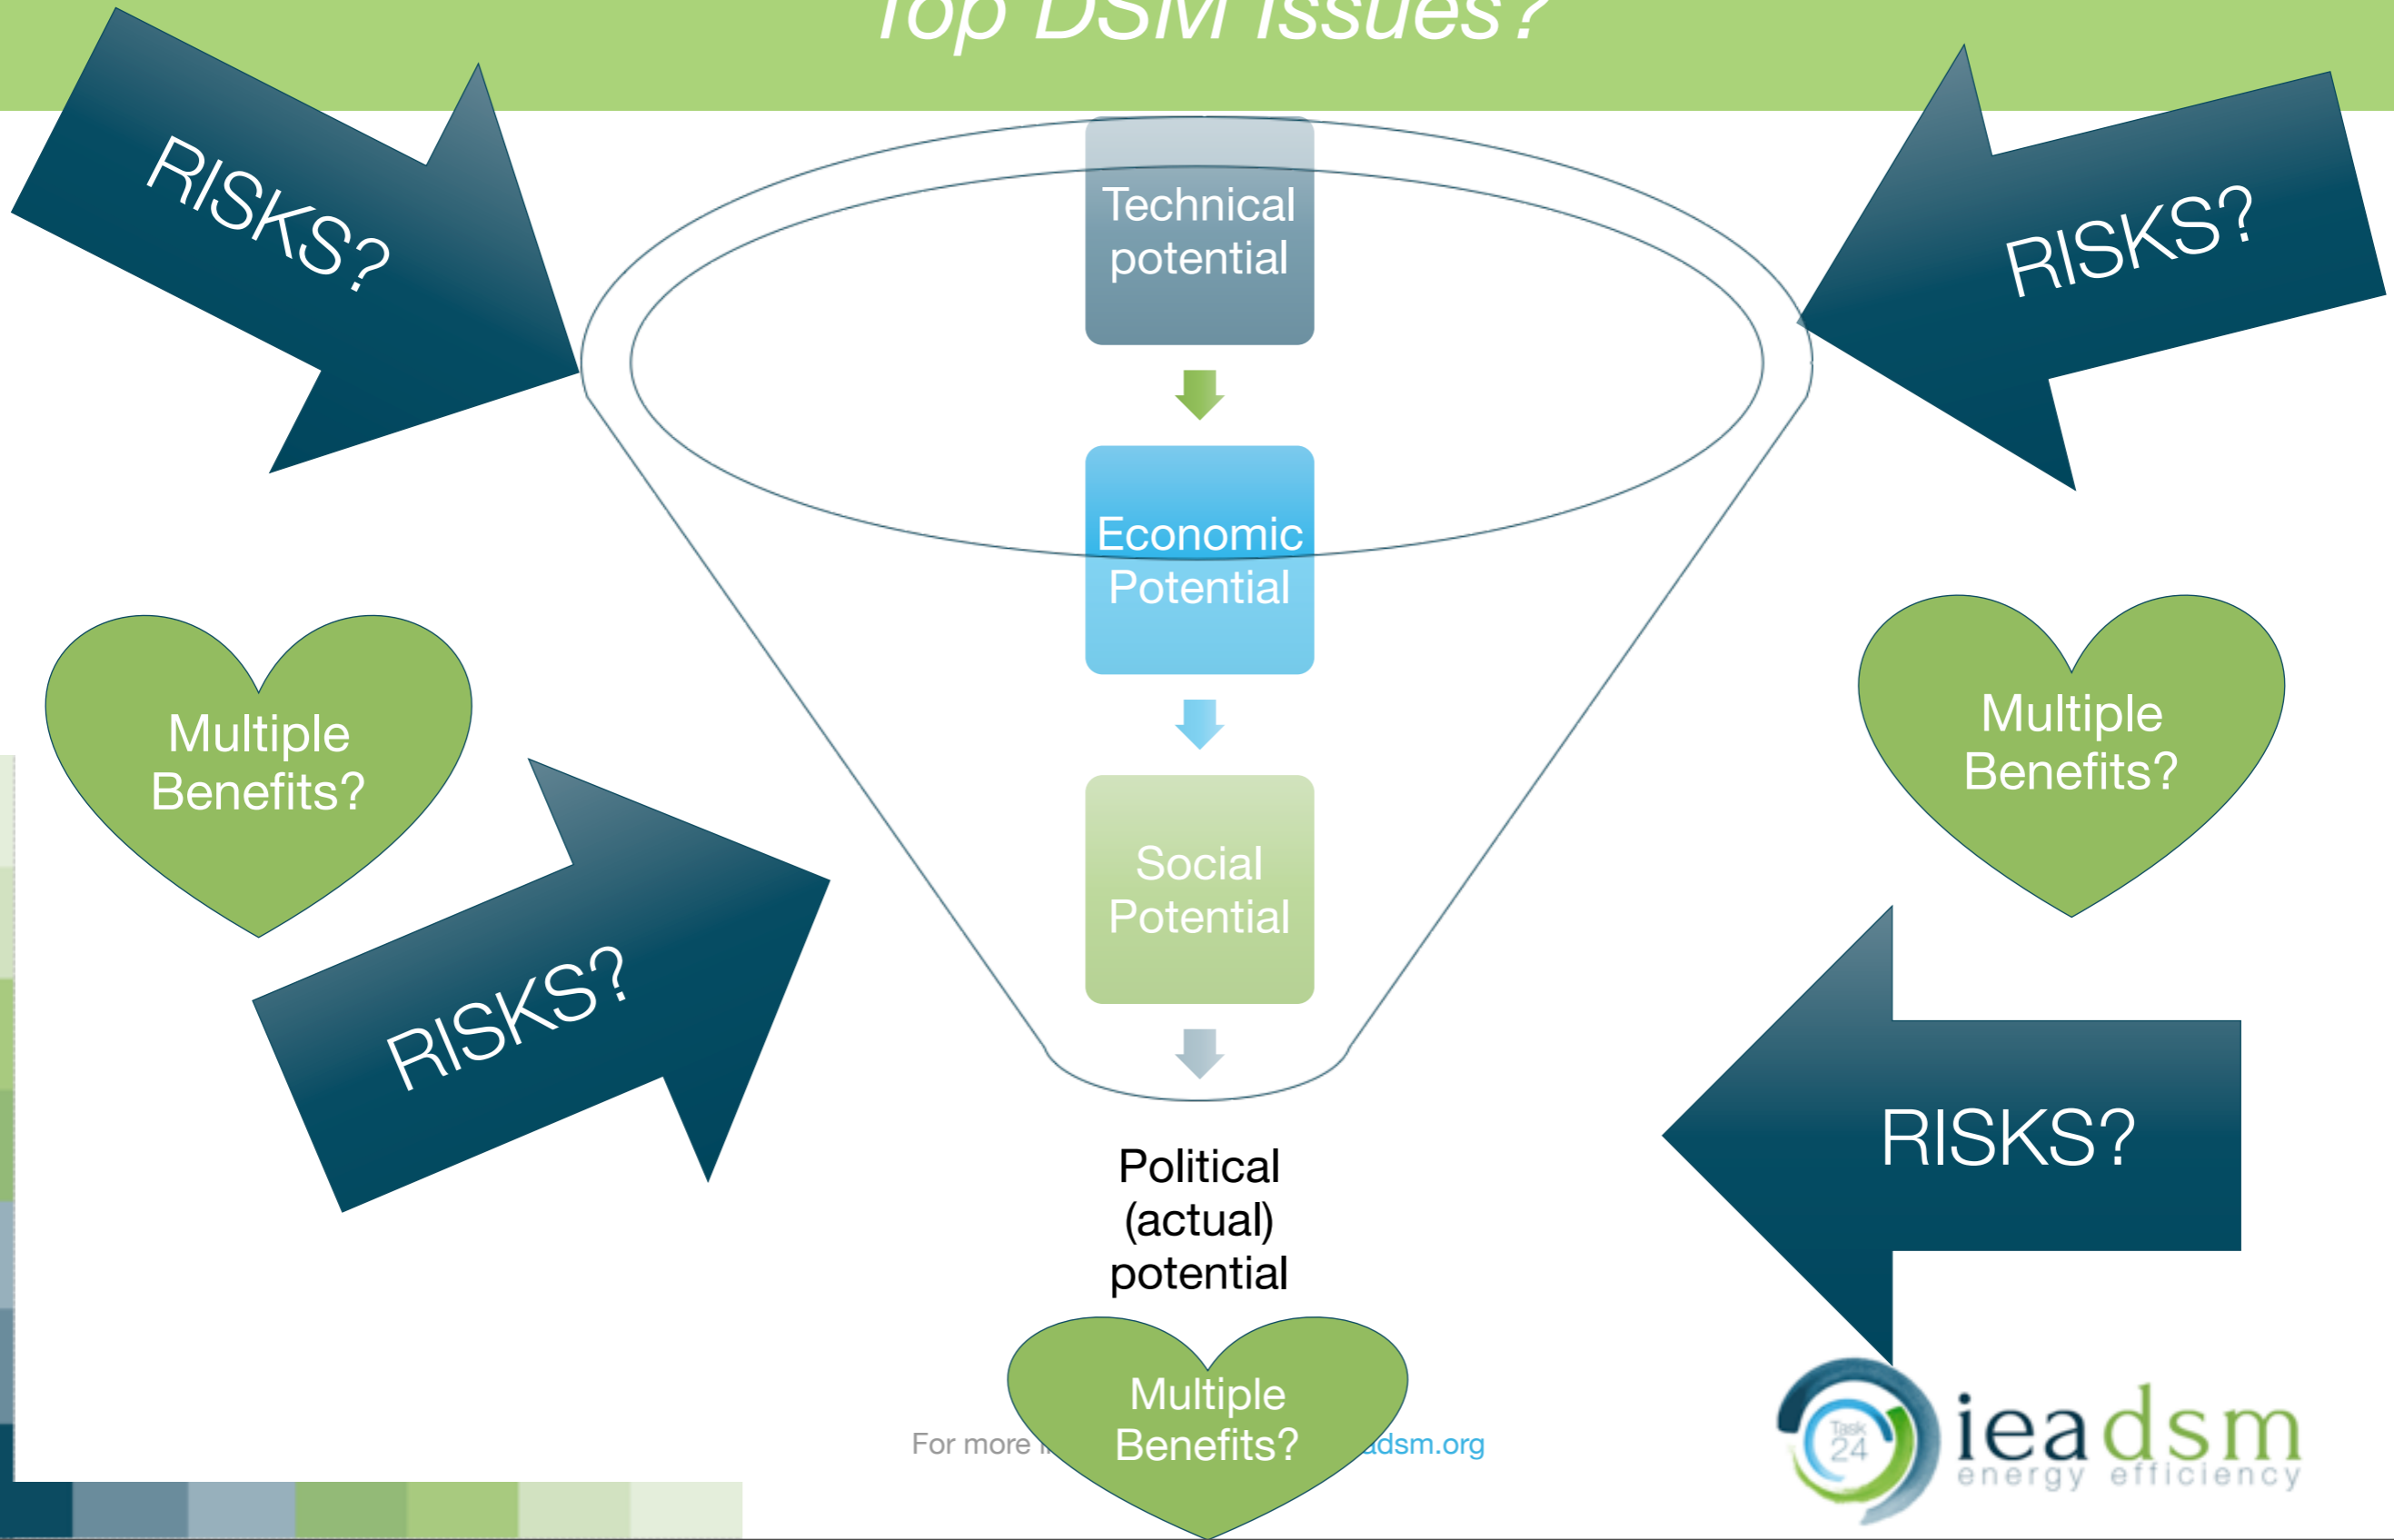 Top DSM Issues?
RISKS?
RISKS?
Technical
potential
Economic
Potential
Multiple
Benefits?
Multiple
Benefits?
Social
Potential
RISKS?
RISKS?
Political
(actual)
potential
Multiple
Benefits?
For more adsm.org
Task
24
ieadsm
energy efficiency